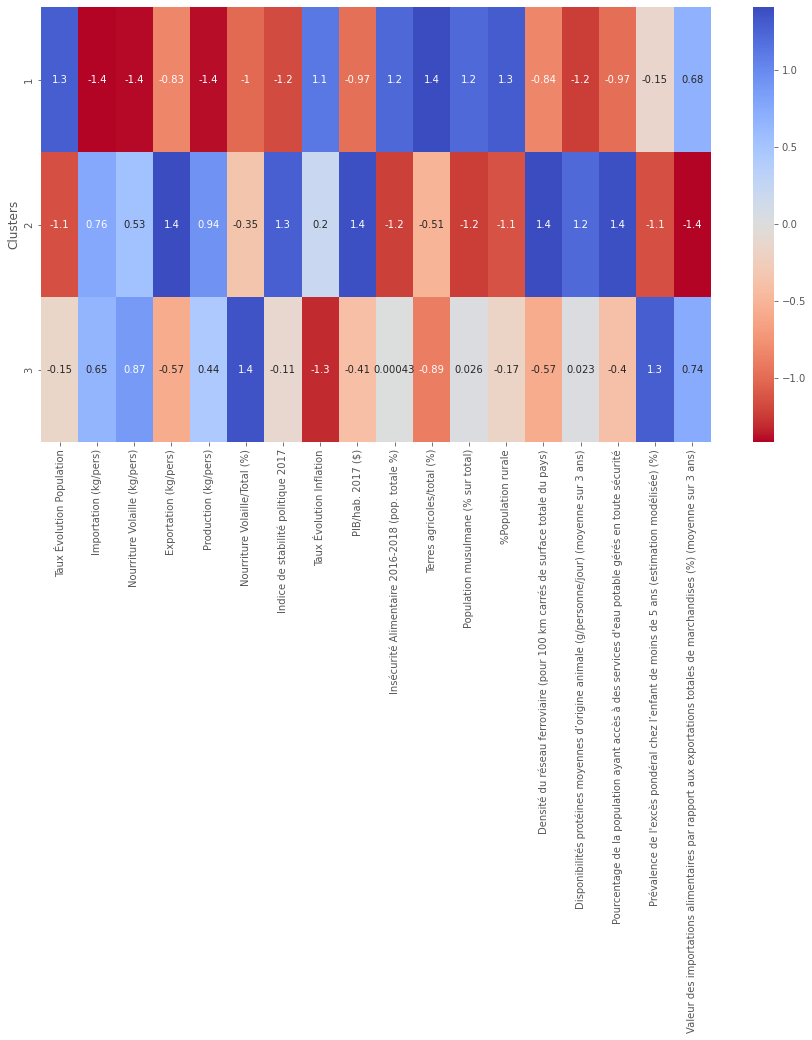 Clusters
1
1.3 -1.4 -1.4 -0.83 -1.4 -1 -1.2 1.1 -0.97 1.2 1.4 1.2 1.3 -0.84 -1.2 -0.97 -0.15 0.68
2
-1.1 0.76 0.53 1.4 0.94 -0.35 1.3 0.2 1.4 -1.2 -0.51 -1.2 -1.1 1.4 1.2 1.4 -1.1 -1.4
3
-0.15 0.65 0.87 -0.57 0.44 1.4 -0.11 -1.3 -0.41 0.00043 -0.89 0.026 -0.17 -0.57 0.023 -0.4 1.3 0.74
Taux Évolution Population
Importation (kg/pers)
Nourriture Volaille (kg/pers)
Exportation (kg/pers)
Production (kg/pers)
Nourriture Volaille/Total (%)
Indice de stabilité politique 2017
Taux Évolution Inflation
PIB/hab. 2017 ($)
Insécurité Alimentaire 2016-2018 (pop. totale %)
Terres agricoles/total (%)
Population musulmane (% sur total)
%Population rurale
Densité du réseau ferroviaire (pour 100 km carrés de surface totale du pays)
Disponibilités protéines moyennes d’origine animale (g/personne/jour) (moyenne sur 3 ans)
Pourcentage de la population ayant accès à des services d'eau potable gérés en toute sécurité
Prévalence de l'excès pondéral chez l’enfant de moins de 5 ans (estimation modélisée) (%)
Valeur des importations alimentaires par rapport aux exportations totales de marchandises (%) (moyenne sur 3 ans)
1.0
0.5
0.0
−0.5
−1.0